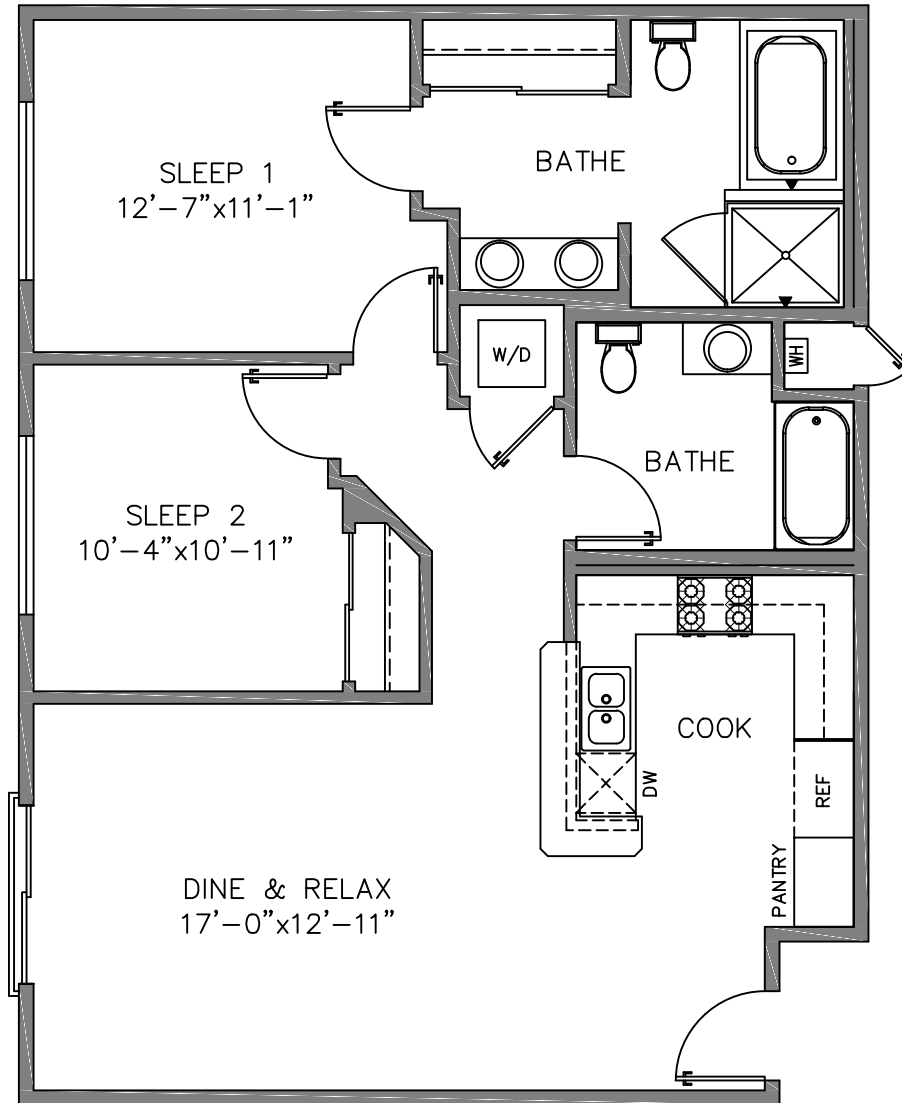 SLEEP 1
12'-7"x11'-1"
BATHE
W/D
WH
BATHE
SLEEP 2
10'-4"x10'-11"
COOK
DW
REF
PANTRY
DINE & RELAX
17'-0"x12'-11"